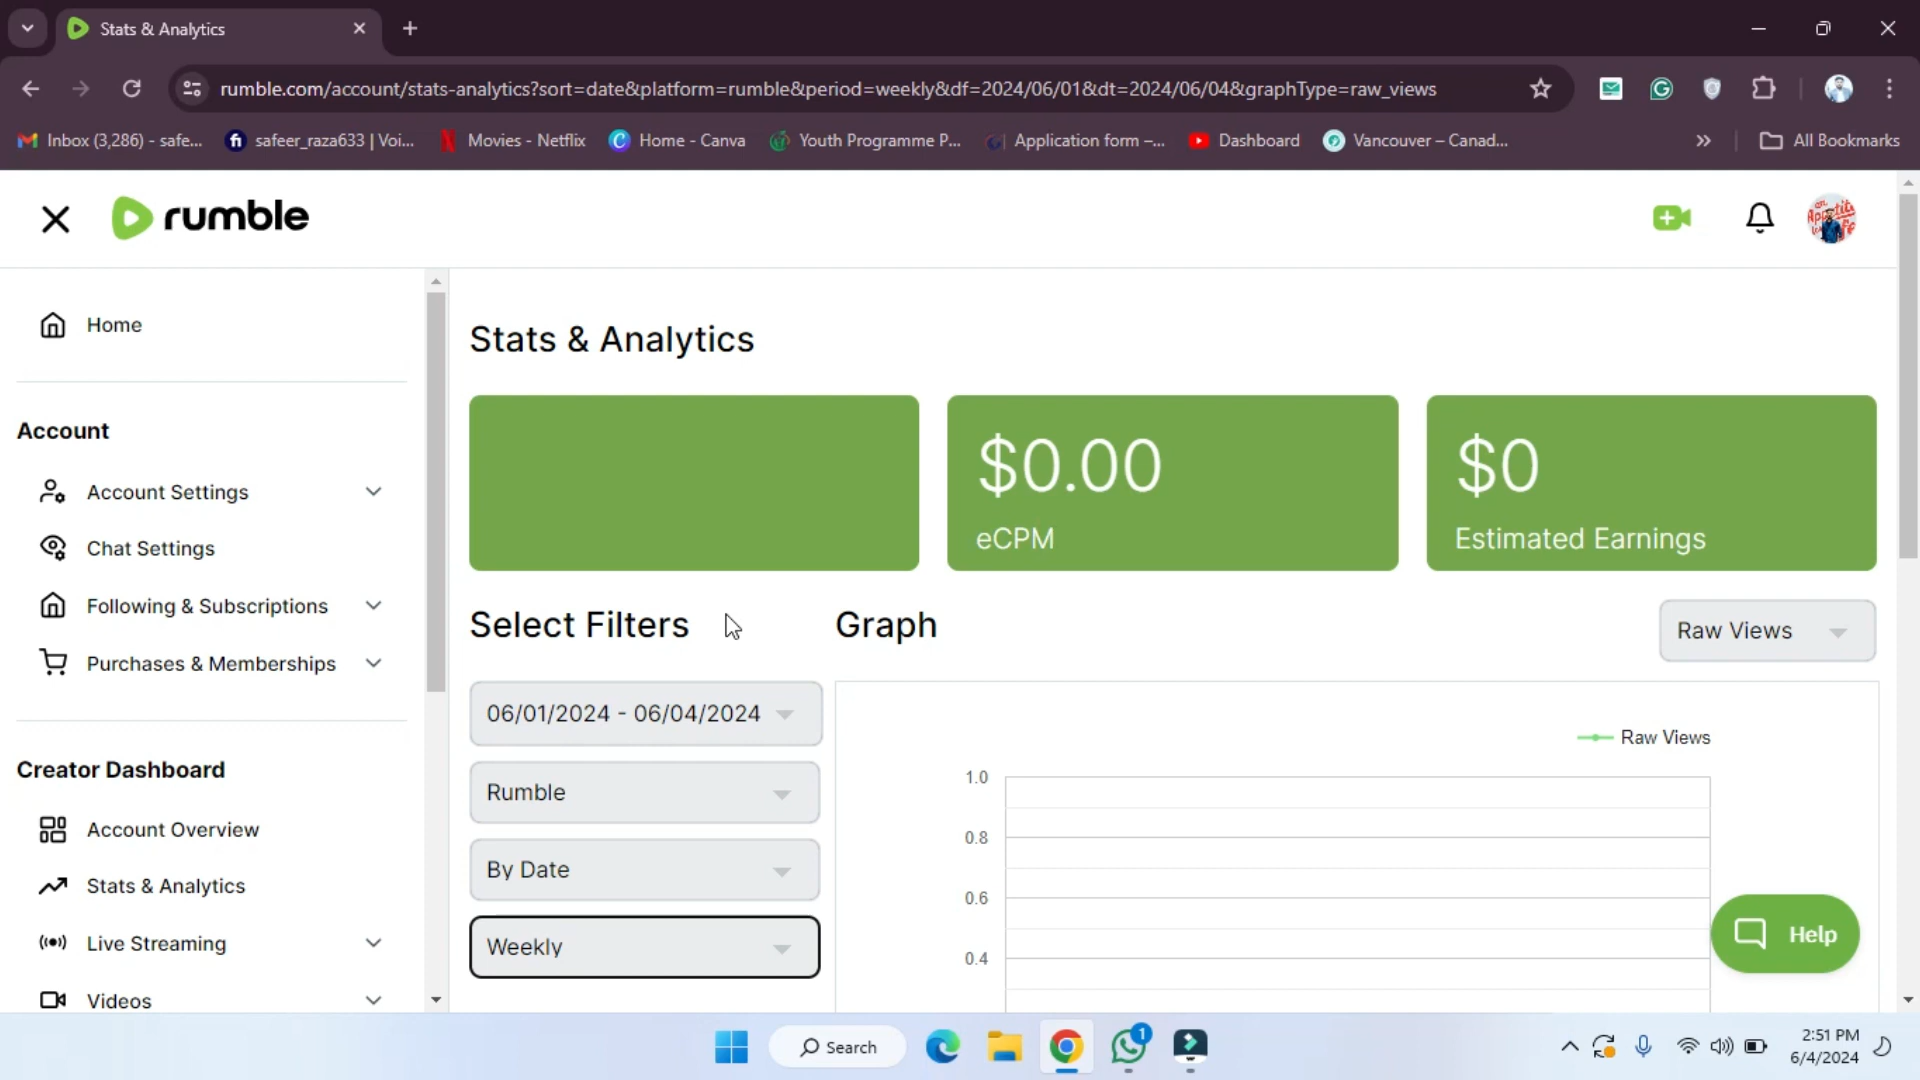 Stats & Analytics
rumble.com/account/stats-analytics?sort=date&platform=rumble&period=weekly&df=2024/06/01&dt=2024/06/04&graphType=raw_views
Inbox (3,286) - safe...
safeer_raza633 | Voi...
Movies - Netflix
Home - Canva
Youth Programme P...
Application form –...
Dashboard
Vancouver – Canad...
All Bookmarks
rumble
Home
Account
Account Settings
Chat Settings
Following & Subscriptions
Purchases & Memberships
Creator Dashboard
Account Overview
Stats & Analytics
Live Streaming
Videos
Stats & Analytics
$0.00
eCPM
$0
Estimated Earnings
Select Filters
06/01/2024 - 06/04/2024
Rumble
By Date
Weekly
Graph
Raw Views
Raw Views
1.0
0.8
0.6
0.4
Help
Search
1
2:51 PM
6/4/2024